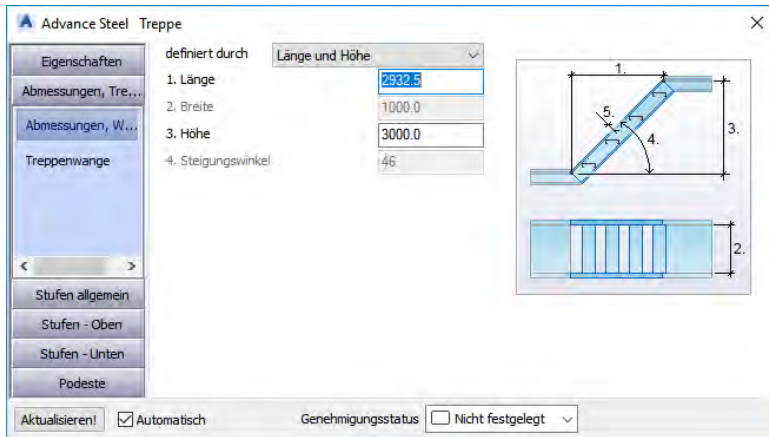 Advance Steel Treppe
Eigenschaften
Abmessungen, Tre...
Abmessungen, W...
Treppenwange
Stufen allgemein
Stufen - Oben
Stufen - Unten
Podeste
definiert durch Länge und Höhe
1. Länge 2932.5
2. Breite 1000.0
3. Höhe 3000.0
4. Steigungswinkel 46
1.
5.
4.
3.
2.
Aktualisieren! Automatisch Genehmigungsstatus Nicht festgelegt